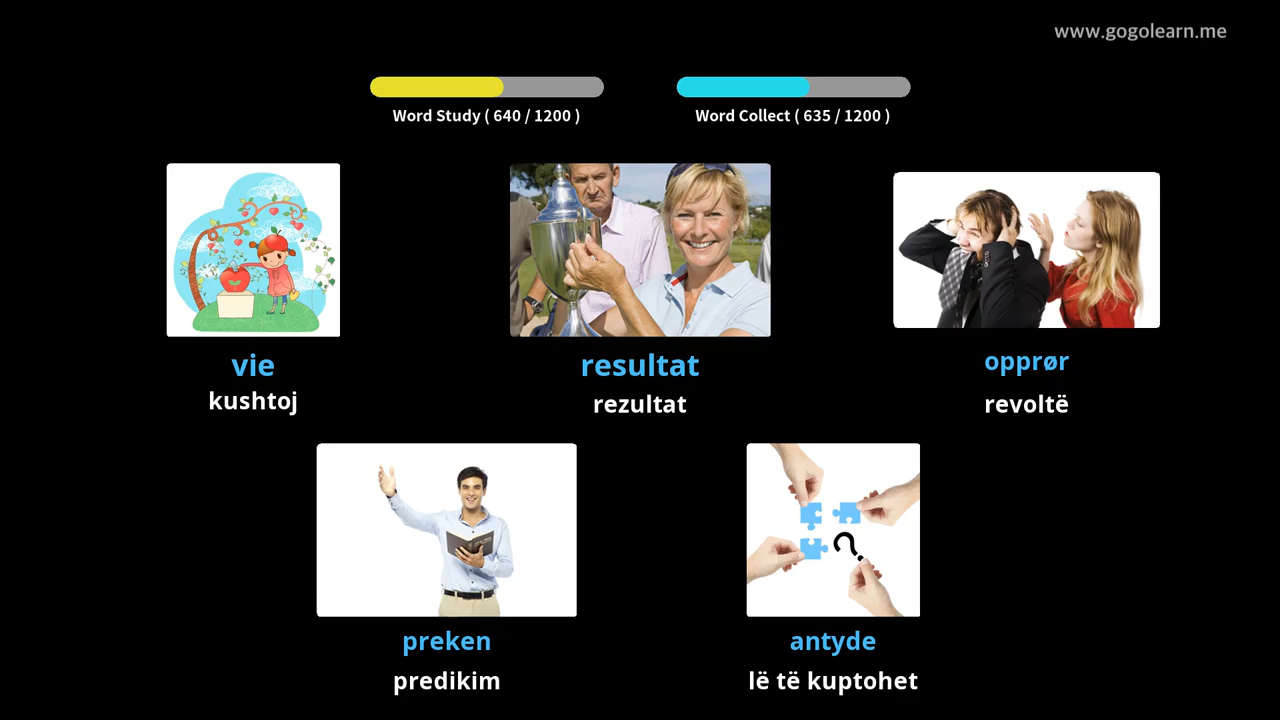 www.gogolearn.me
Word Study ( 640 / 1200 )
Word Collect ( 635 / 1200 )
vie
kushtoj
resultat
rezultat
opprør
revoltë
preken
predikim
antyde
lë të kuptohet